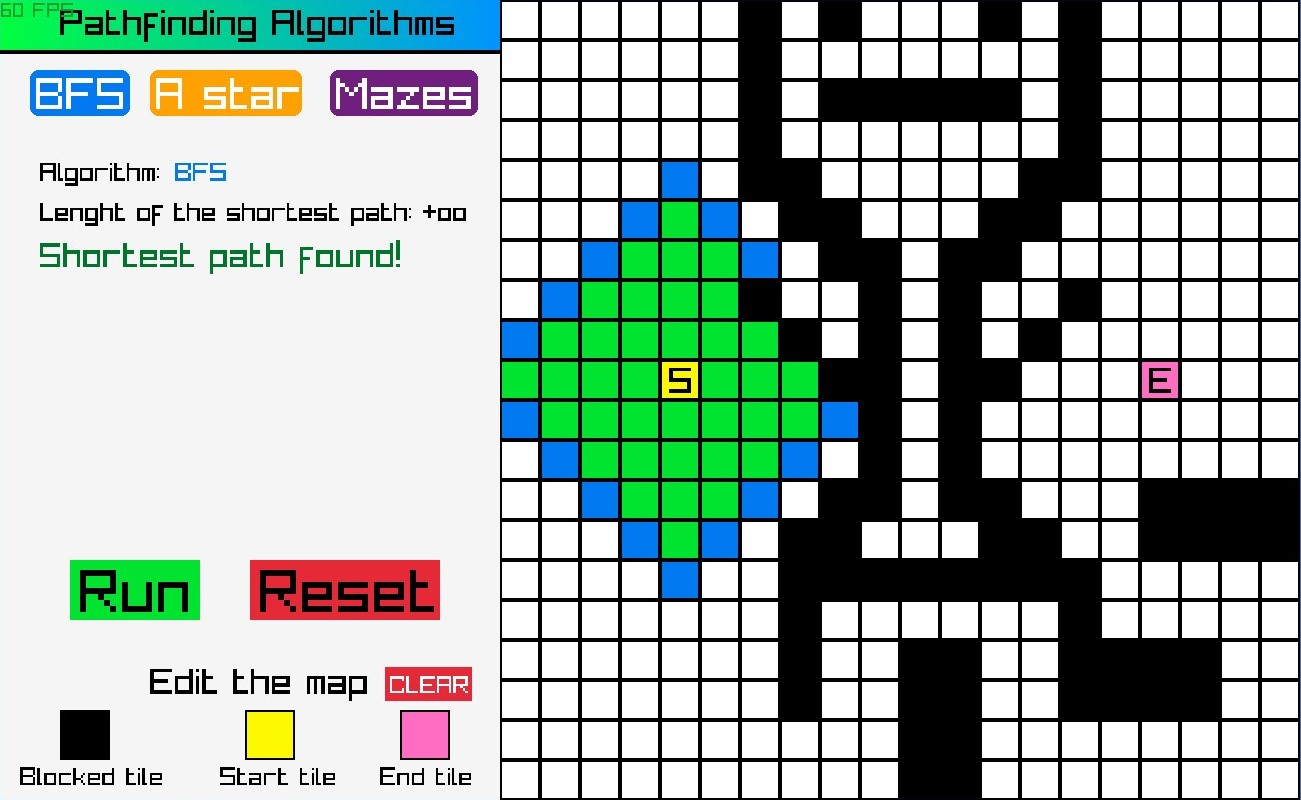 60 FPS
Pathfinding Algorithms
BFS A star Mazes
Algorithm: BFS
Lenght of the shortest path: +oo
Shortest path found!
S
E
Run Reset
Edit the map CLEAR
Blocked tile Start tile End tile